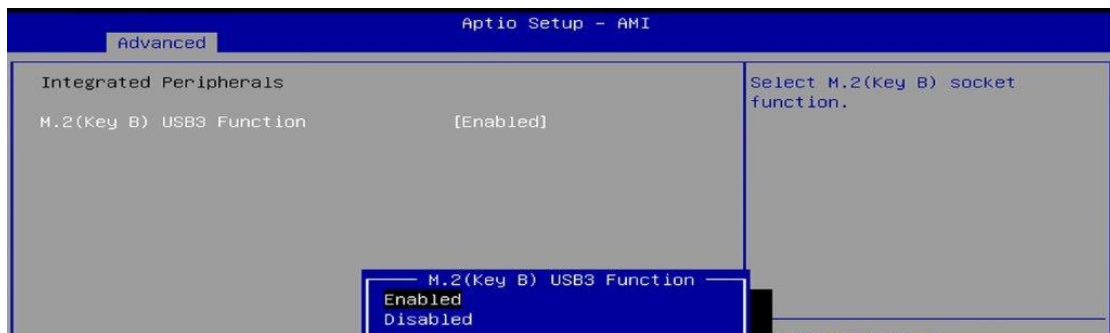 Aptio Setup – AMI
Advanced
Integrated Peripherals
M.2(Key B) USB3 Function [Enabled]
Select M.2(Key B) socket
function.
M.2(Key B) USB3 Function
Enabled
Disabled